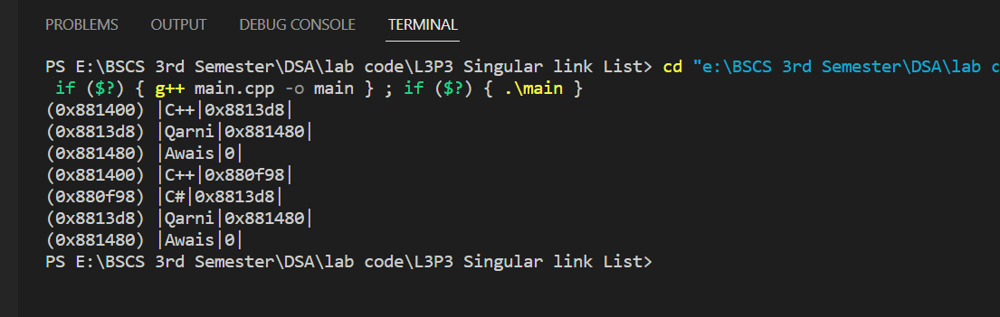 PROBLEMS OUTPUT DEBUG CONSOLE TERMINAL
PS E:\BSCS 3rd Semester\DSA\lab code\L3P3 Singular link List> cd "e:\BSCS 3rd Semester\DSA\lab c
if ($?) { g++ main.cpp -o main } ; if ($?) { .\main }
(0x881400) |C++|0x8813d8|
(0x8813d8) |Qarni|0x881480|
(0x881480) |Awais|0|
(0x881400) |C++|0x880f98|
(0x880f98) |C#|0x8813d8|
(0x8813d8) |Qarni|0x881480|
(0x881480) |Awais|0|
PS E:\BSCS 3rd Semester\DSA\lab code\L3P3 Singular link List>